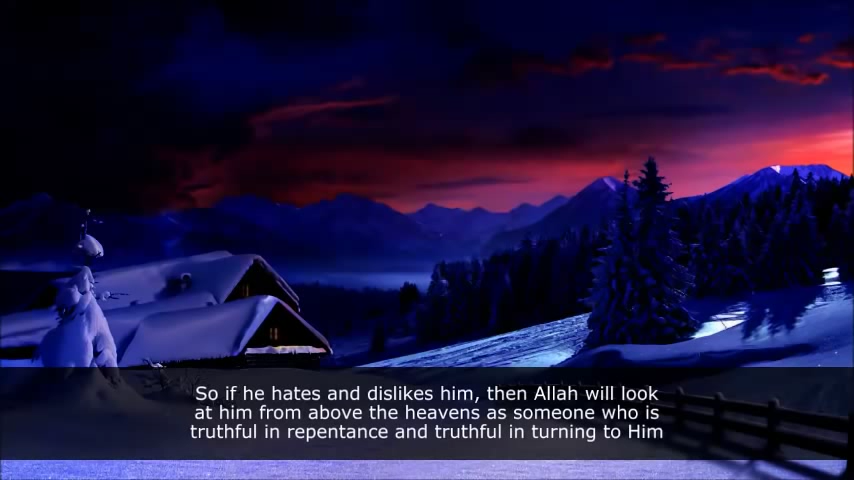 So if he hates and dislikes him, then Allah will look
at him from above the heavens as someone who is
truthful in repentance and truthful in turning to Him